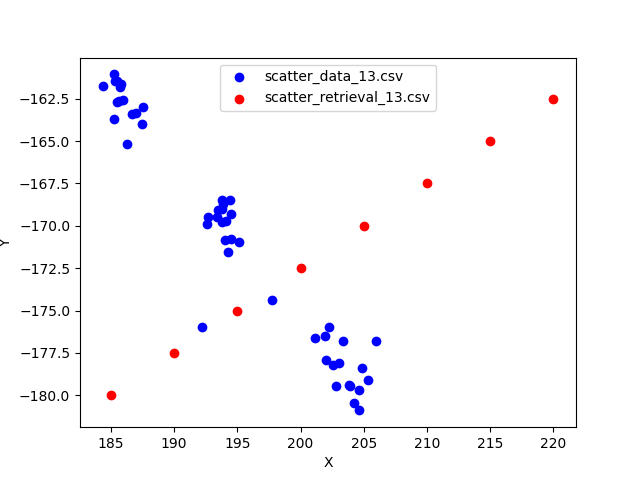 scatter_data_13.csv
scatter_retrieval_13.csv
−162.5
−165.0
−167.5
−170.0
−172.5
−175.0
−177.5
−180.0
Y
185 190 195 200 205 210 215 220
X